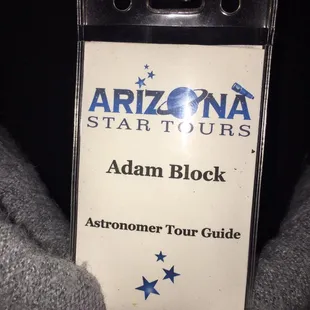 ARIZONA
STAR TOURS
Adam Block
Astronomer Tour Guide